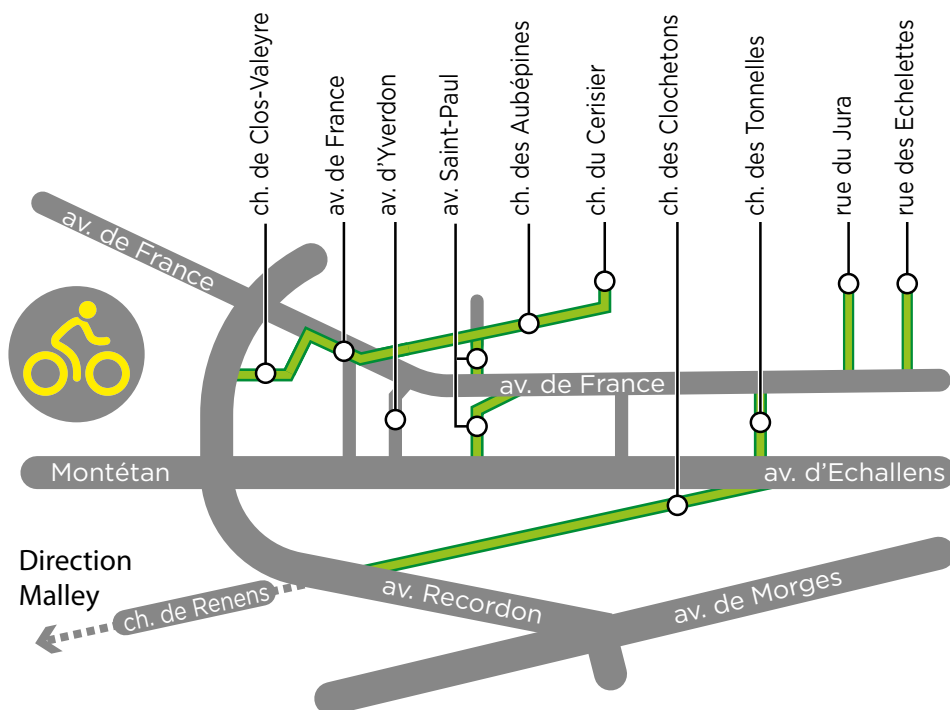 ch. de Clos-Valeyre
av. de France
av. d'Yverdon
av. Saint-Paul
ch. des Aubépines
ch. du Cerisier
ch. des Clochetons
ch. des Tonnelles
rue du Jura
rue des Echelettes
av. de France
av. de France
Montétan
av. d'Echallens
Direction
Malley
ch. de Renens
av. Recordon
av. de Morges